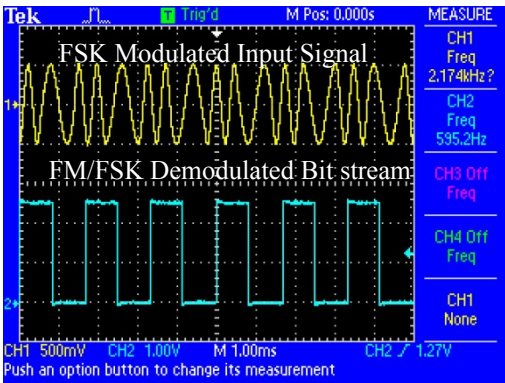 Tek T Trig'd M Pos: 0.000s MEASURE
CH1
Freq
2.174kHz?
FSK Modulated Input Signal
1
CH2
Freq
595.2Hz
FM/FSK Demodulated Bit stream
CH3 Off
Freq
CH4 Off
Freq
2
CH1
None
CH1 500mV CH2 1.00V M 1.00ms CH2 1.27V
Push an option button to change its measurement